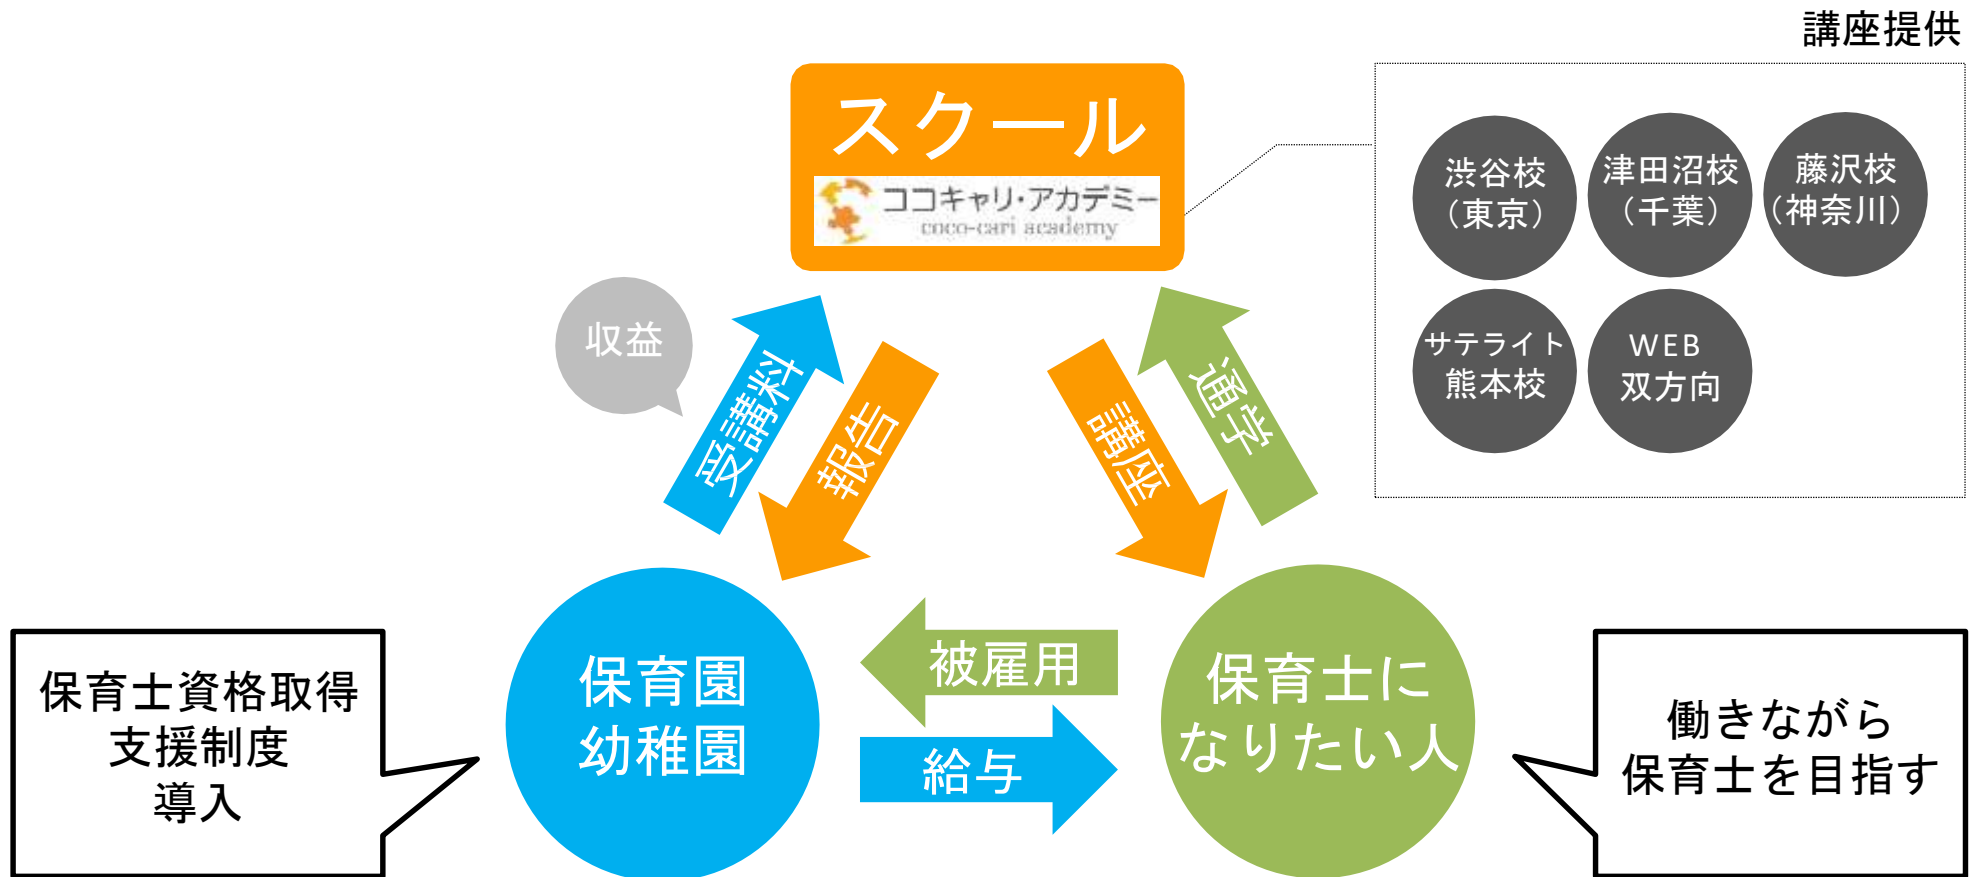 講座提供
スクール
ココキャリ・アカデミー
coco-cari academy
渋谷校
（東京）
津田沼校
（千葉）
藤沢校
（神奈川）
サテライト
熊本校
WEB
双方向
収益
受講料
報告
講座
通学
保育士資格取得
支援制度
導入
保育園
幼稚園
被雇用
給与
保育士に
なりたい人
働きながら
保育士を目指す